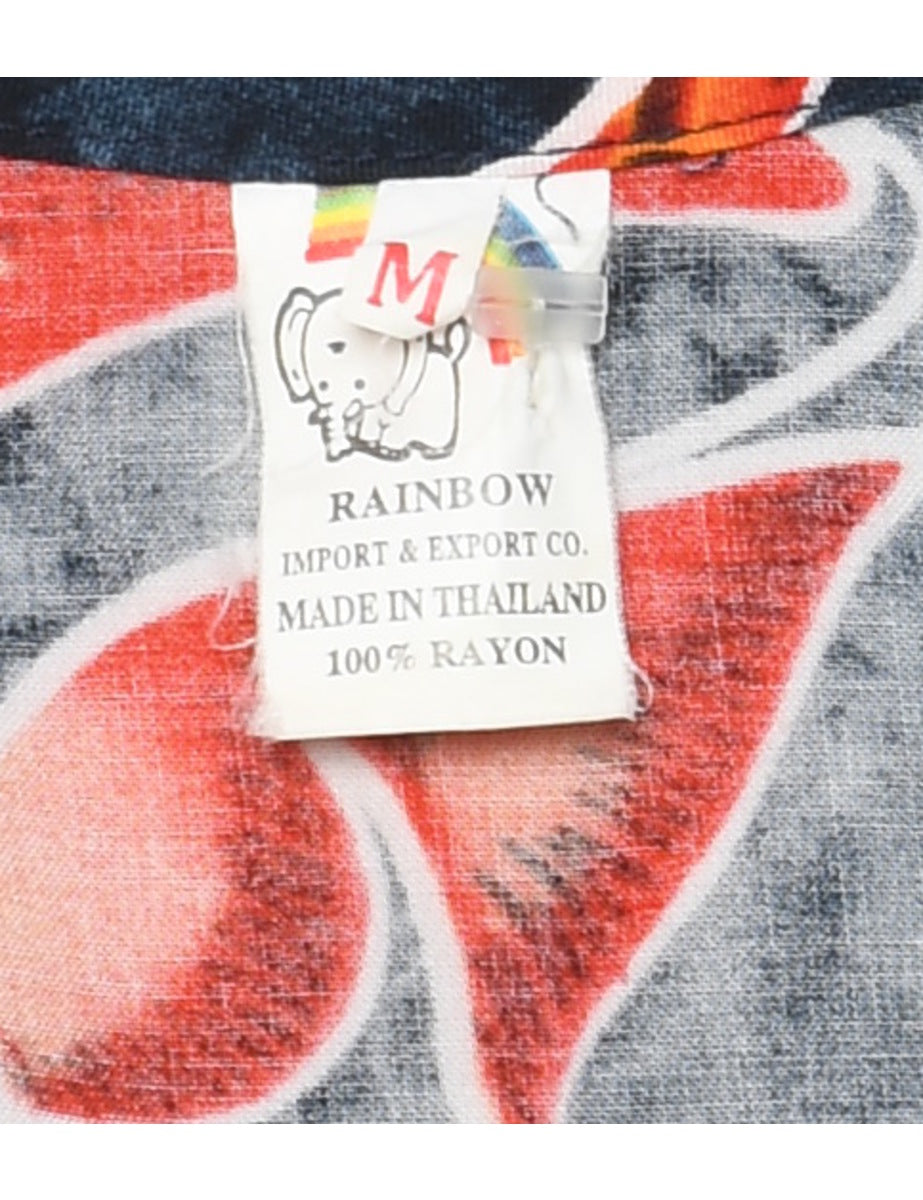 M
RAINBOW
IMPORT & EXPORT CO.
MADE IN THAILAND
100% RAYON